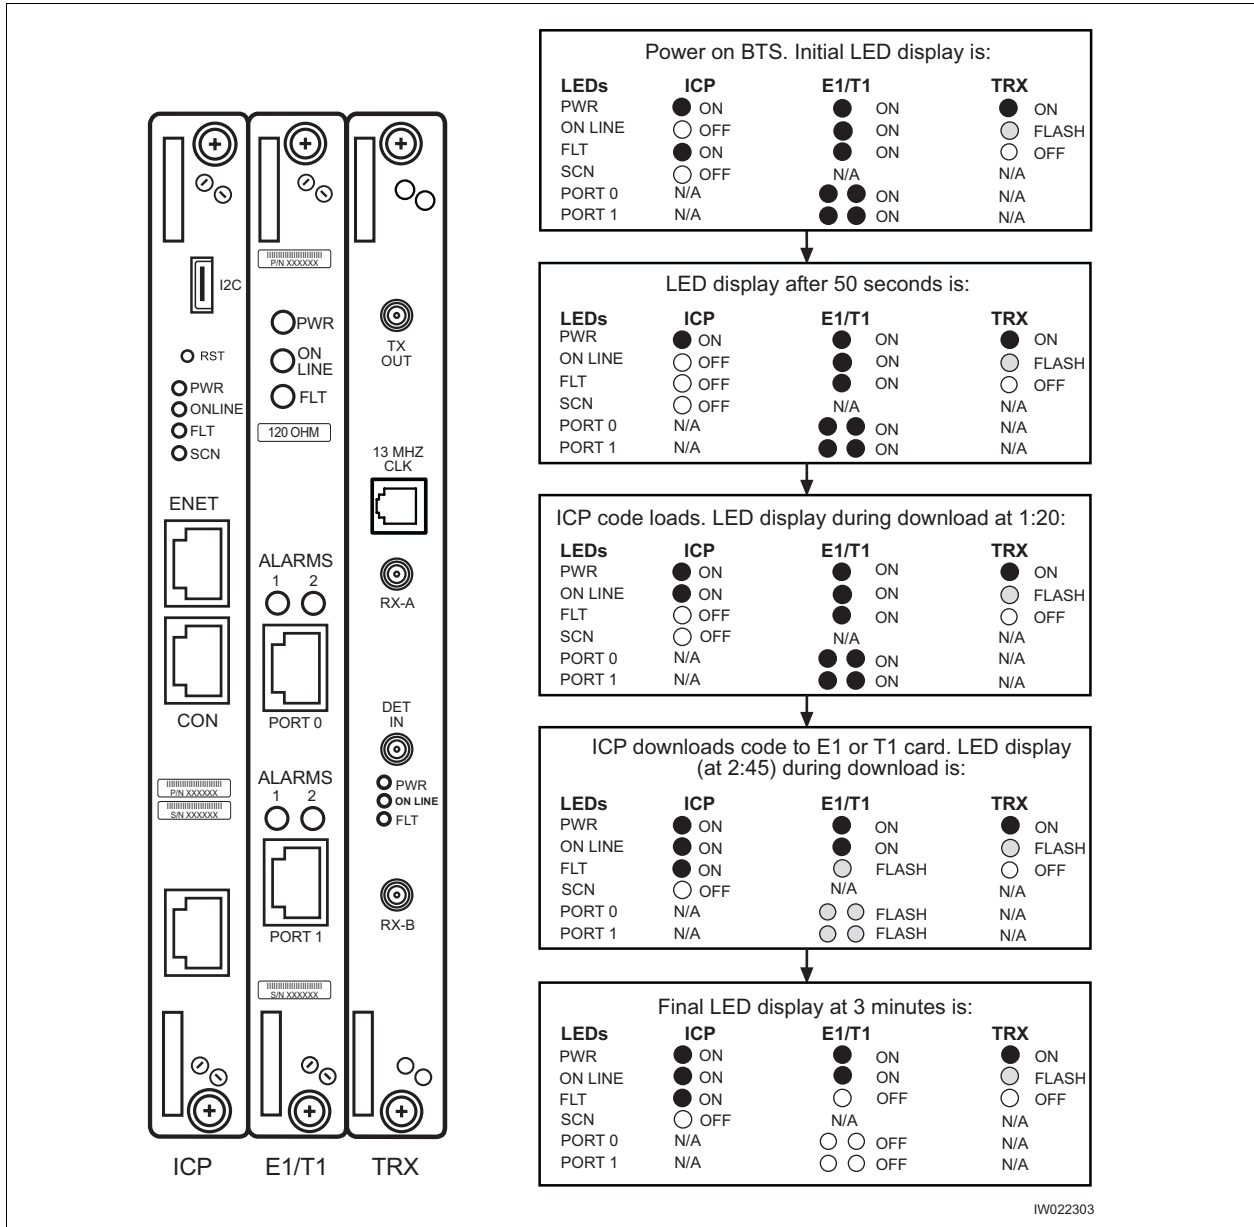 I2C
RST
PWR
ONLINE
FLT
SCN
ENET
CON
P/N XXXXXX
S/N XXXXXX
ICP
P/N XXXXXX
PWR
ON
LINE
FLT
120 OHM
ALARMS
1 2
PORT 0
ALARMS
1 2
PORT 1
S/N XXXXXX
E1/T1
TX
OUT
13 MHZ
CLK
RX-A
DET
IN
PWR
ON LINE
FLT
RX-B
TRX
Power on BTS. Initial LED display is:
LEDs ICP E1/T1 TRX
PWR ON ON ON
ON LINE OFF ON FLASH
FLT ON ON OFF
SCN OFF N/A N/A
PORT 0 N/A ON N/A
PORT 1 N/A ON N/A
LED display after 50 seconds is:
LEDs ICP E1/T1 TRX
PWR ON ON ON
ON LINE OFF ON FLASH
FLT OFF ON OFF
SCN OFF N/A N/A
PORT 0 N/A ON N/A
PORT 1 N/A ON N/A
ICP code loads. LED display during download at 1:20:
LEDs ICP E1/T1 TRX
PWR ON ON ON
ON LINE ON ON FLASH
FLT OFF ON OFF
SCN OFF N/A N/A
PORT 0 N/A ON N/A
PORT 1 N/A ON N/A
ICP downloads code to E1 or T1 card. LED display
(at 2:45) during download is:
LEDs ICP E1/T1 TRX
PWR ON ON ON
ON LINE ON ON FLASH
FLT ON FLASH OFF
SCN OFF N/A N/A
PORT 0 N/A FLASH N/A
PORT 1 N/A FLASH N/A
Final LED display at 3 minutes is:
LEDs ICP E1/T1 TRX
PWR ON ON ON
ON LINE ON ON FLASH
FLT ON OFF OFF
SCN OFF N/A N/A
PORT 0 N/A OFF N/A
PORT 1 N/A OFF N/A
IW022303